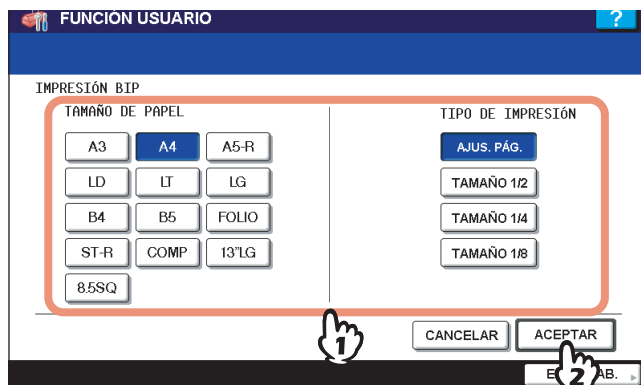 FUNCIÓN USUARIO ?
IMPRESIÓN BIP
TAMAÑO DE PAPEL
TIPO DE IMPRESIÓN
A3 A4 A5-R
AJUS. PÁG.
LD LT LG
TAMAÑO 1/2
B4 B5 FOLIO
TAMAÑO 1/4
ST-R COMP 13"LG
TAMAÑO 1/8
8.5SQ
1
CANCELAR ACEPTAR
2